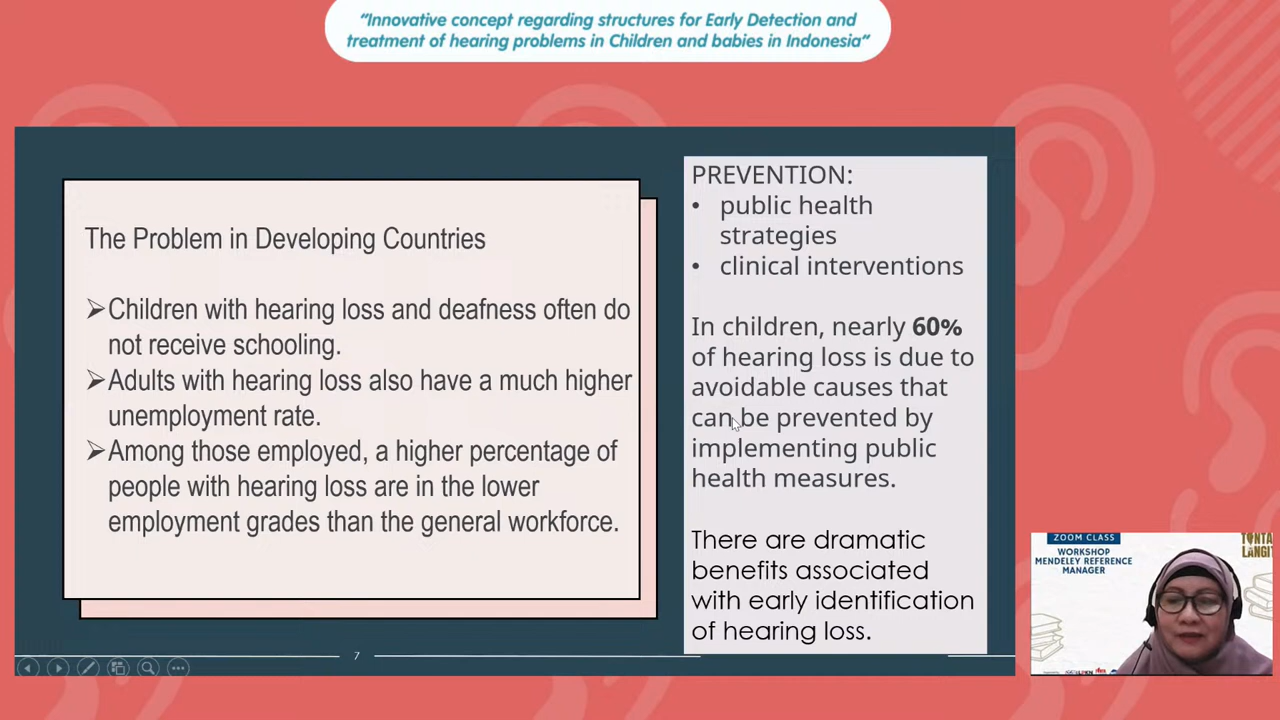 “Innovative concept regarding structures for Early Detection and
treatment of hearing problems in Children and babies in Indonesia”
The Problem in Developing Countries
➢Children with hearing loss and deafness often do
not receive schooling.
➢Adults with hearing loss also have a much higher
unemployment rate.
➢Among those employed, a higher percentage of
people with hearing loss are in the lower
employment grades than the general workforce.
7
PREVENTION:
• public health
strategies
• clinical interventions
In children, nearly 60%
of hearing loss is due to
avoidable causes that
can be prevented by
implementing public
health measures.
There are dramatic
benefits associated
with early identification
of hearing loss.
ZOOM CLASS
WORKSHOP
MENDELEY REFERENCE
MANAGER